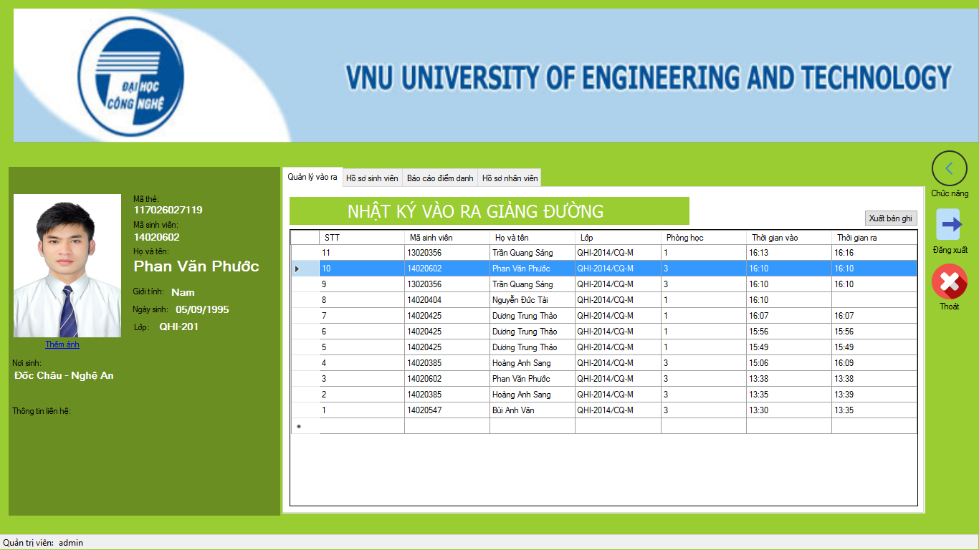 ĐẠI HỌC
CÔNG NGHỆ
VNU UNIVERSITY OF ENGINEERING AND TECHNOLOGY
Mã thẻ:
117026027119
Mã sinh viên:
14020602
Họ và tên:
Phan Văn Phước
Giới tính: Nam
Ngày sinh: 05/09/1995
Lớp: QHI-201
Thêm ảnh
Nơi sinh:
Đốc Châu - Nghệ An
Thông tin liên hệ:
Quản lý vào ra Hồ sơ sinh viên Báo cáo điểm danh Hồ sơ nhân viên
NHẬT KÝ VÀO RA GIẢNG ĐƯỜNG
Xuất bản ghi
STT Mã sinh viên Họ và tên Lớp Phòng học Thời gian vào Thời gian ra
11 13020356 Trần Quang Sáng QHI-2014/CQ-M 1 16:13 16:16
10 14020602 Phan Văn Phước QHI-2014/CQ-M 3 16:10 16:10
9 13020356 Trần Quang Sáng QHI-2014/CQ-M 3 16:10 16:10
8 14020404 Nguyễn Đức Tài QHI-2014/CQ-M 1 16:10
7 14020425 Dương Trung Thảo QHI-2014/CQ-M 1 16:07 16:07
6 14020425 Dương Trung Thảo QHI-2014/CQ-M 1 15:56 15:56
5 14020425 Dương Trung Thảo QHI-2014/CQ-M 1 15:49 15:49
4 14020385 Hoàng Anh Sang QHI-2014/CQ-M 3 15:06 16:09
3 14020602 Phan Văn Phước QHI-2014/CQ-M 3 13:38 13:38
2 14020385 Hoàng Anh Sang QHI-2014/CQ-M 3 13:35 13:39
1 14020547 Bùi Anh Văn QHI-2014/CQ-M 3 13:30 13:35
Chức năng
Đăng xuất
Thoát
Quản trị viên: admin